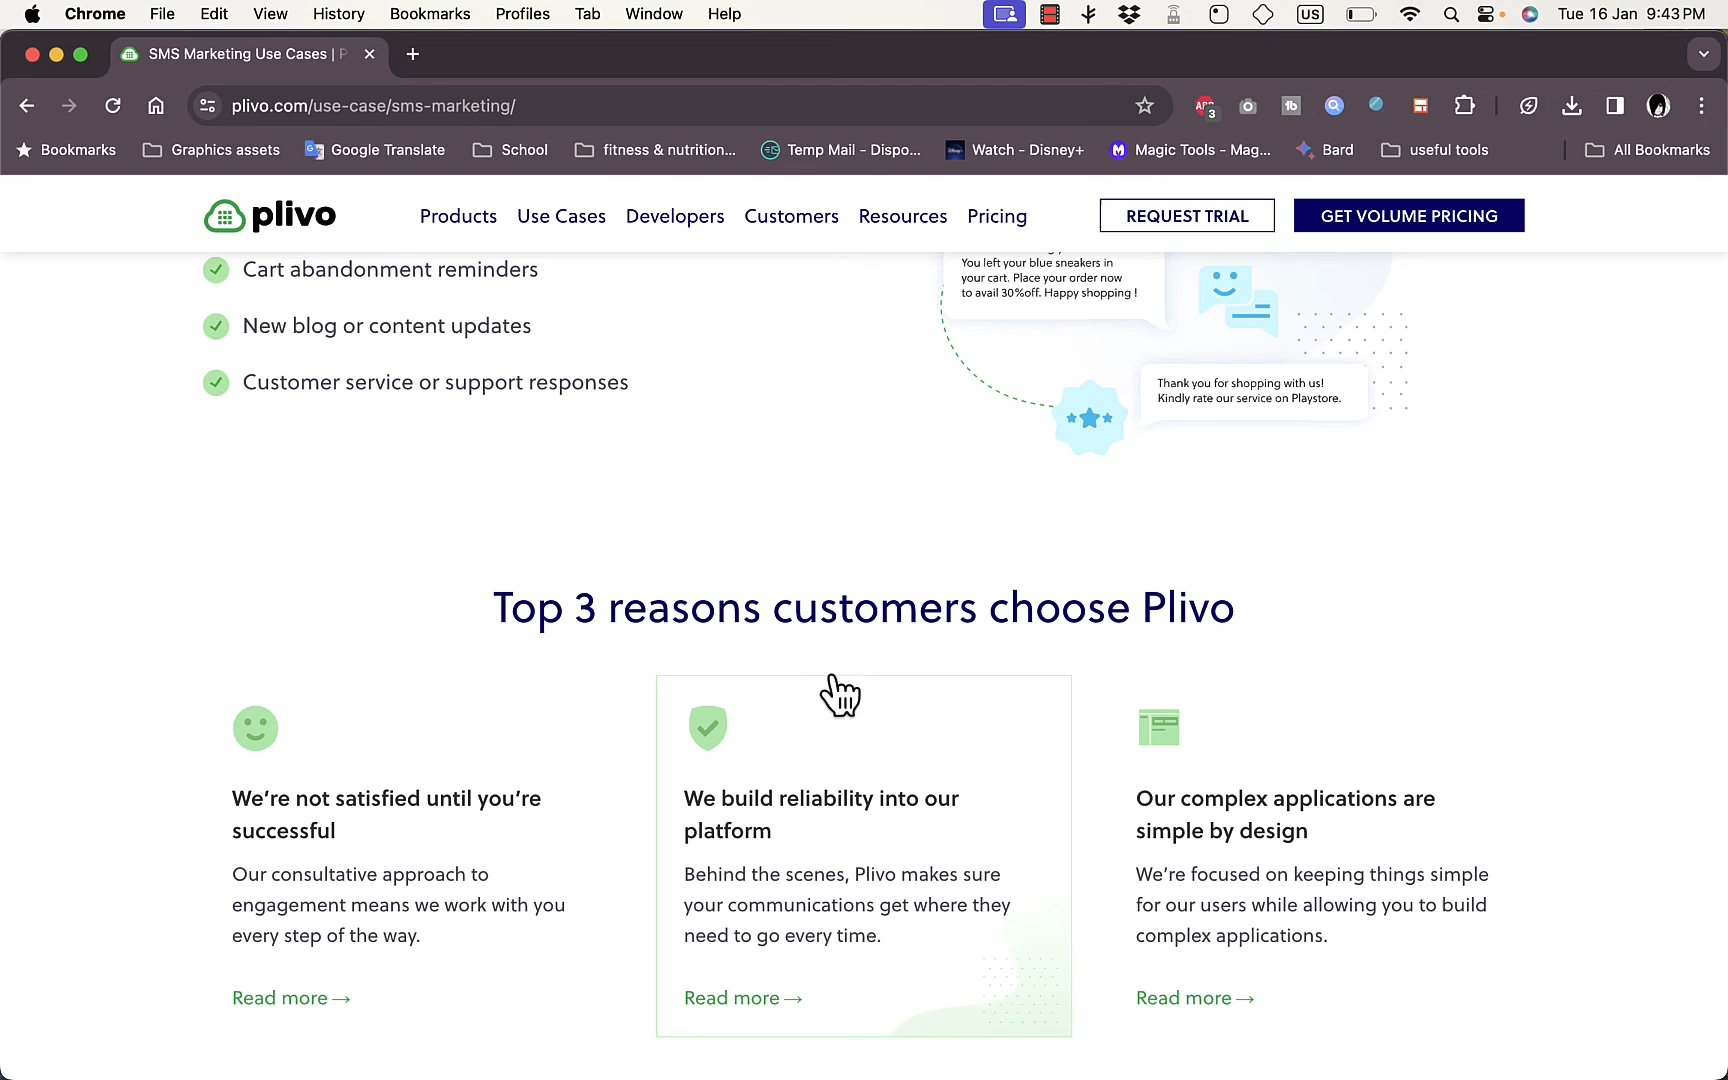 Chrome File Edit View History Bookmarks Profiles Tab Window Help US Tue 16 Jan 9:43 PM
SMS Marketing Use Cases | P
plivo.com/use-case/sms-marketing/
ABP 3 tb
Bookmarks Graphics assets Google Translate School fitness & nutrition... Temp Mail - Dispo... Watch - Disney+ Magic Tools - Mag... Bard useful tools All Bookmarks
plivo Products Use Cases Developers Customers Resources Pricing REQUEST TRIAL GET VOLUME PRICING
Cart abandonment reminders
New blog or content updates
Customer service or support responses
You left your blue sneakers in
your cart. Place your order now
to avail 30%off. Happy shopping !
Thank you for shopping with us!
Kindly rate our service on Playstore.
Top 3 reasons customers choose Plivo
We're not satisfied until you're
successful
Our consultative approach to
engagement means we work with you
every step of the way.
Read more →
We build reliability into our
platform
Behind the scenes, Plivo makes sure
your communications get where they
need to go every time.
Read more →
Our complex applications are
simple by design
We're focused on keeping things simple
for our users while allowing you to build
complex applications.
Read more →